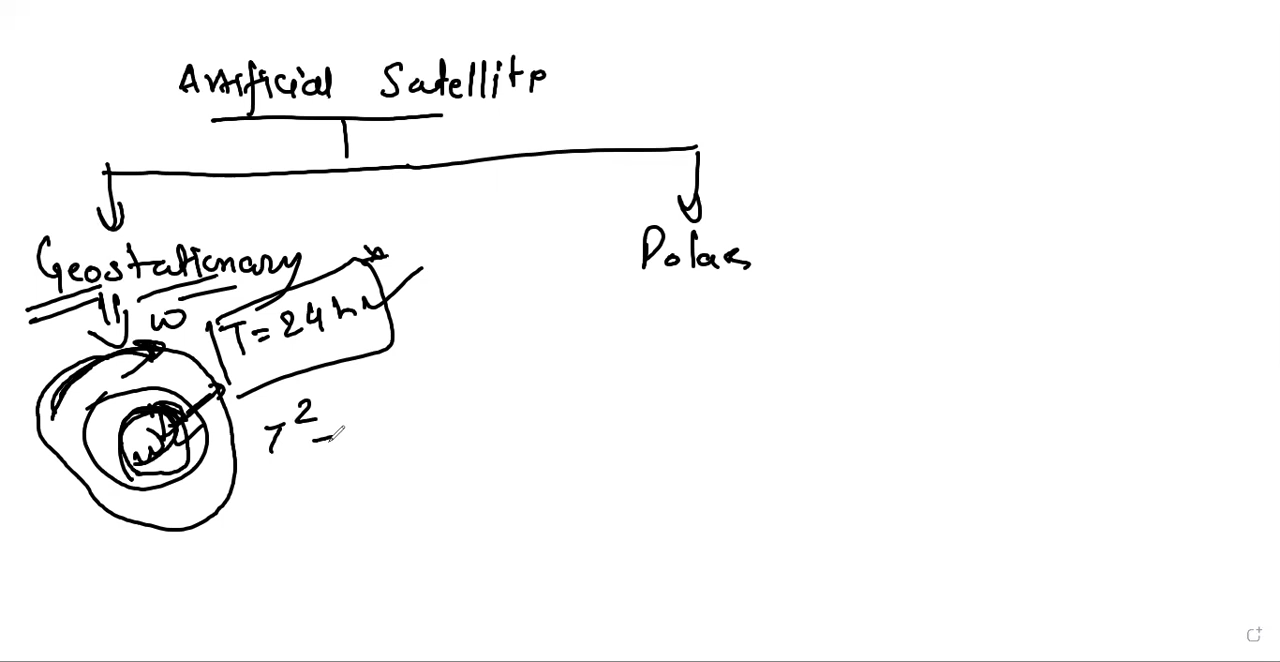 Artificial Satellite
Geostationary
Polar
ω
T = 24 hr
T² -